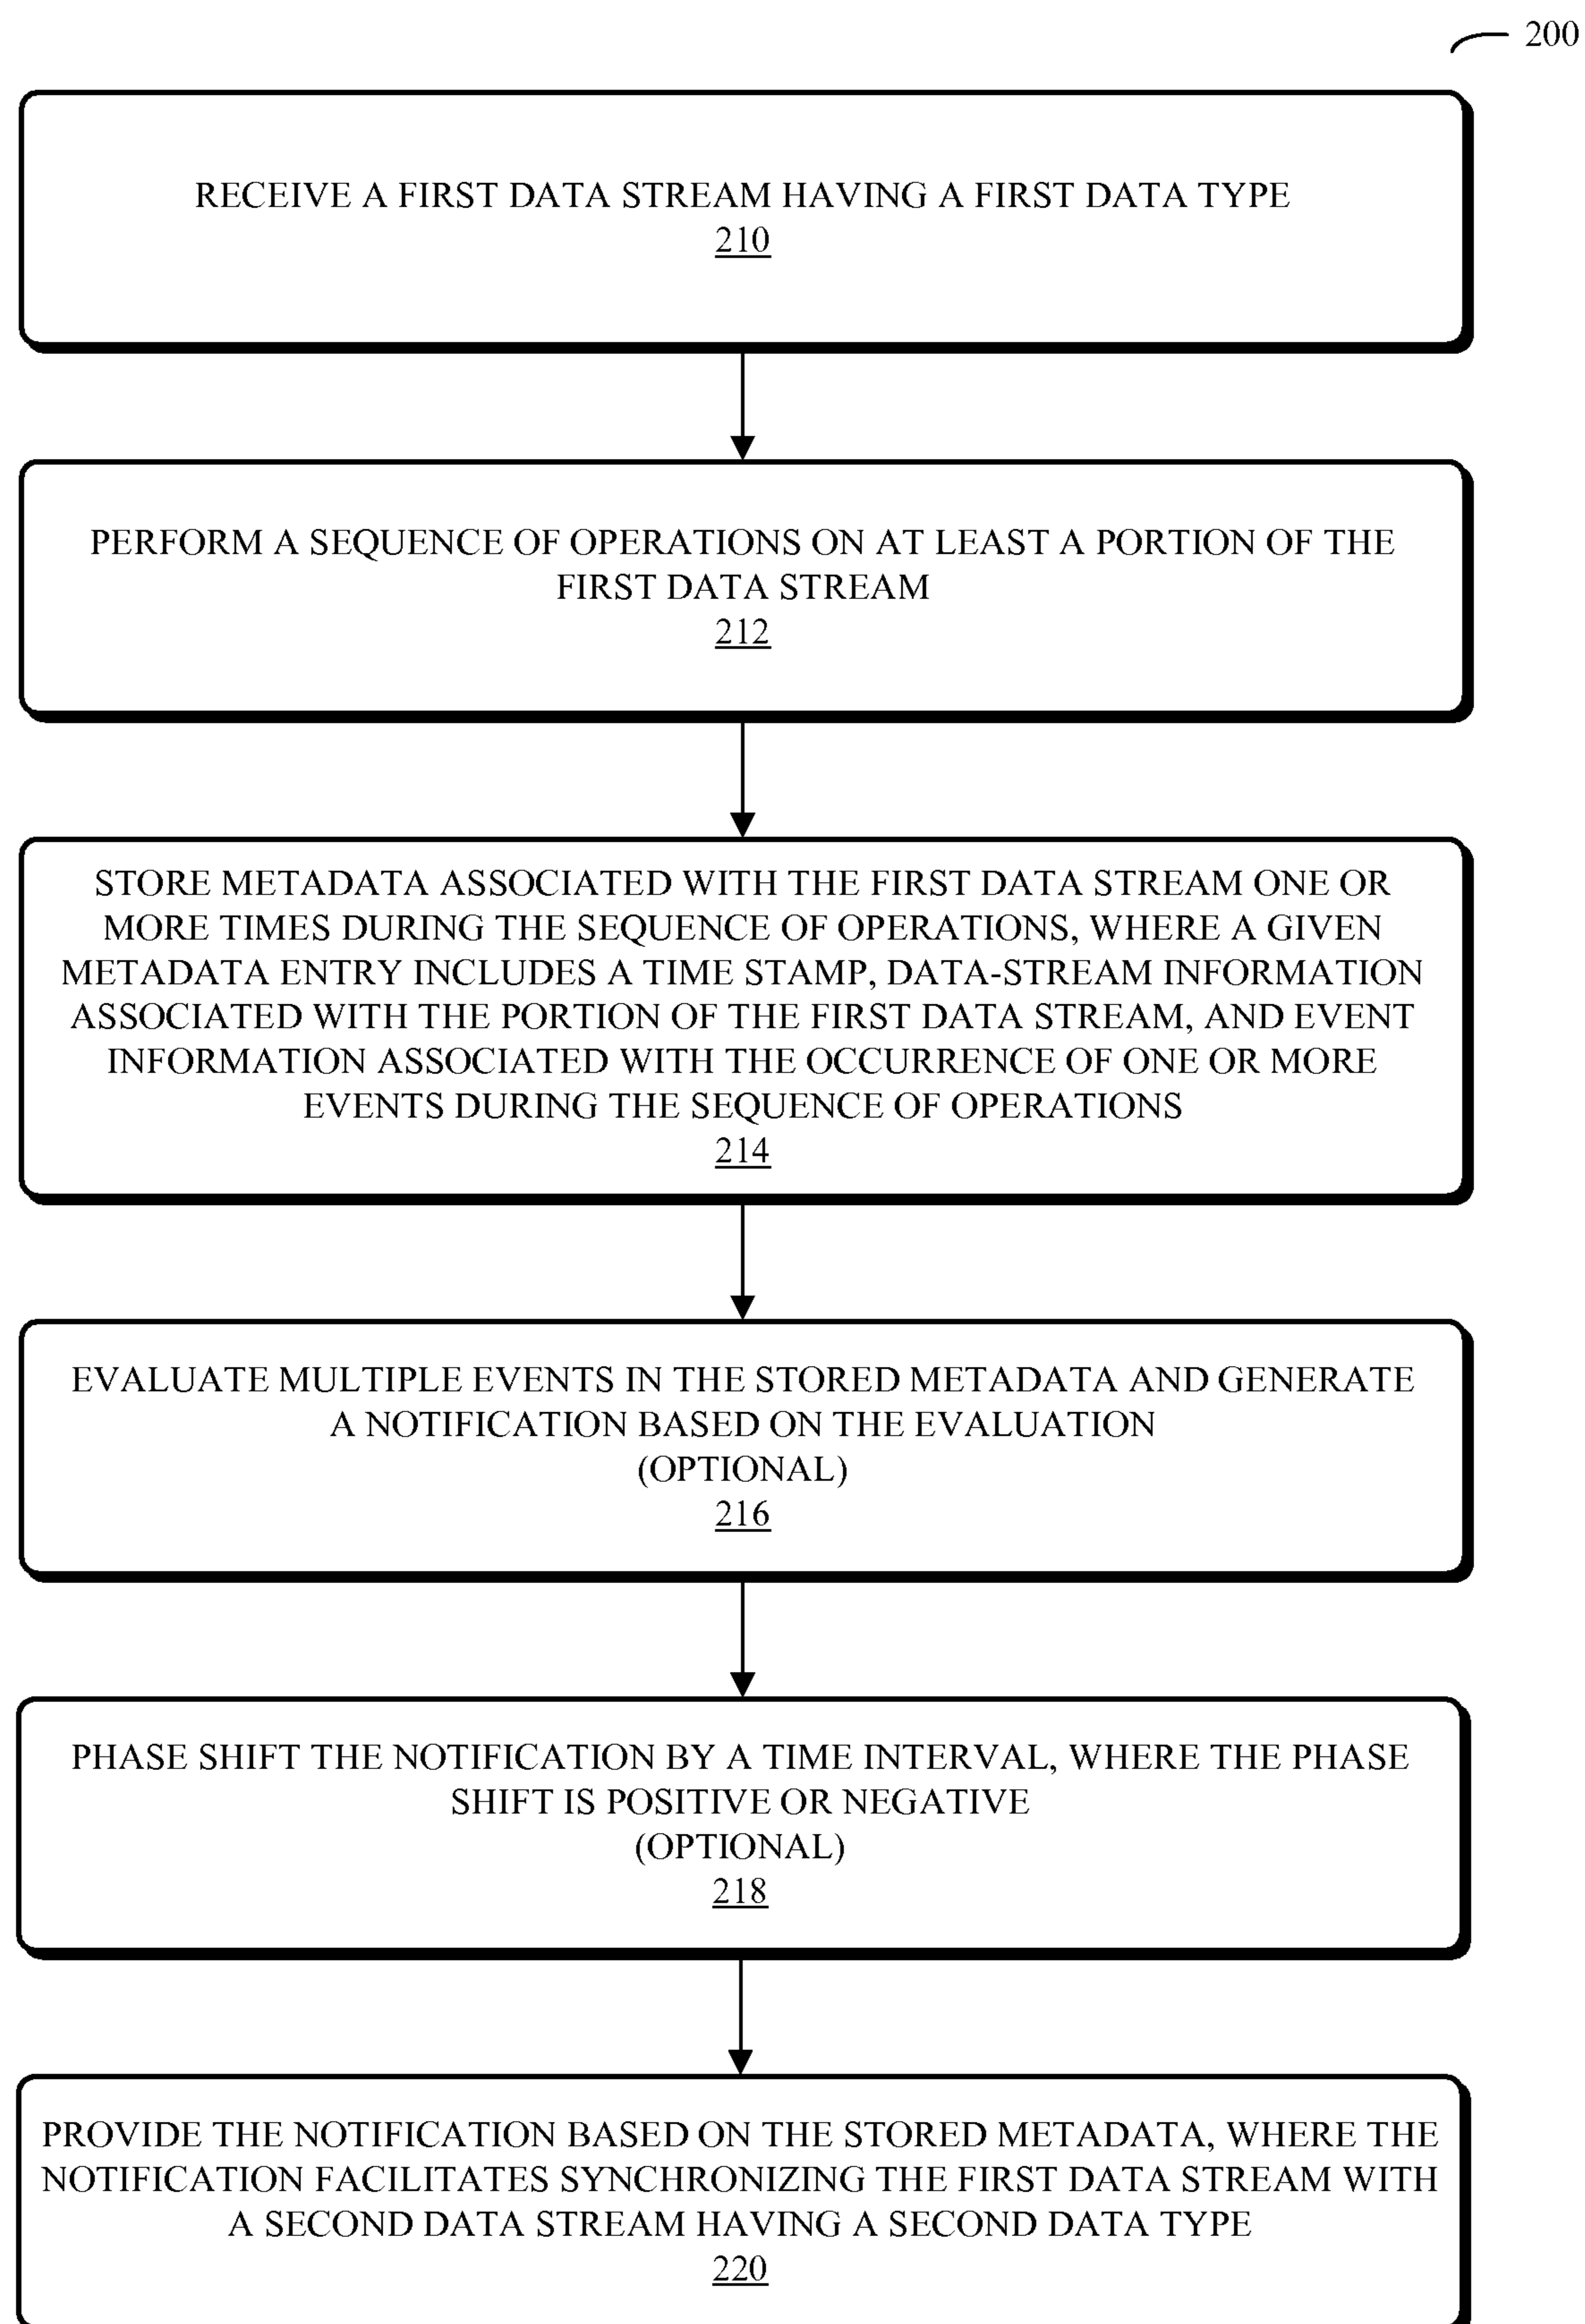 200
RECEIVE A FIRST DATA STREAM HAVING A FIRST DATA TYPE
210
PERFORM A SEQUENCE OF OPERATIONS ON AT LEAST A PORTION OF THE
FIRST DATA STREAM
212
STORE METADATA ASSOCIATED WITH THE FIRST DATA STREAM ONE OR
MORE TIMES DURING THE SEQUENCE OF OPERATIONS, WHERE A GIVEN
METADATA ENTRY INCLUDES A TIME STAMP, DATA-STREAM INFORMATION
ASSOCIATED WITH THE PORTION OF THE FIRST DATA STREAM, AND EVENT
INFORMATION ASSOCIATED WITH THE OCCURRENCE OF ONE OR MORE
EVENTS DURING THE SEQUENCE OF OPERATIONS
214
EVALUATE MULTIPLE EVENTS IN THE STORED METADATA AND GENERATE
A NOTIFICATION BASED ON THE EVALUATION
(OPTIONAL)
216
PHASE SHIFT THE NOTIFICATION BY A TIME INTERVAL, WHERE THE PHASE
SHIFT IS POSITIVE OR NEGATIVE
(OPTIONAL)
218
PROVIDE THE NOTIFICATION BASED ON THE STORED METADATA, WHERE THE
NOTIFICATION FACILITATES SYNCHRONIZING THE FIRST DATA STREAM WITH
A SECOND DATA STREAM HAVING A SECOND DATA TYPE
220